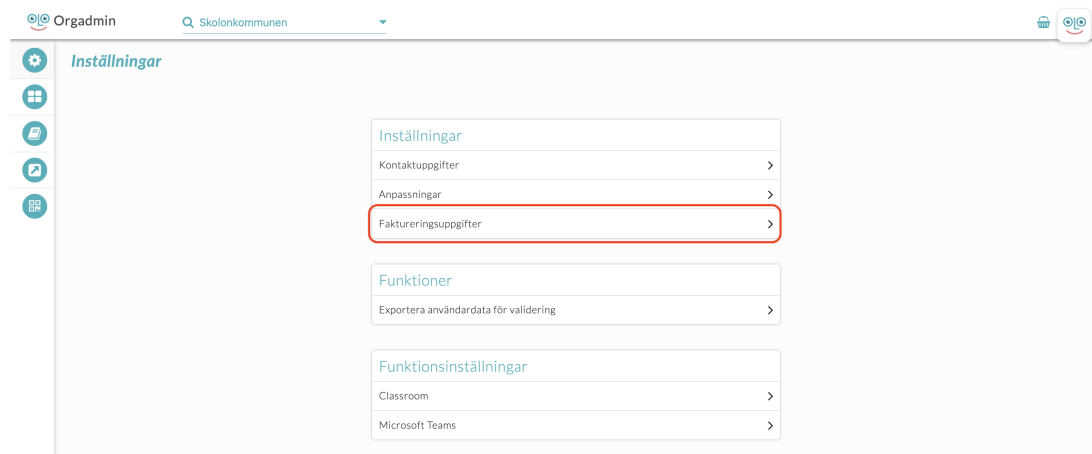 Orgadmin
Skolonkommunen
Inställningar
Inställningar
Kontaktuppgifter
Anpassningar
Faktureringsuppgifter
Funktioner
Exportera användardata för validering
Funktionsinställningar
Classroom
Microsoft Teams